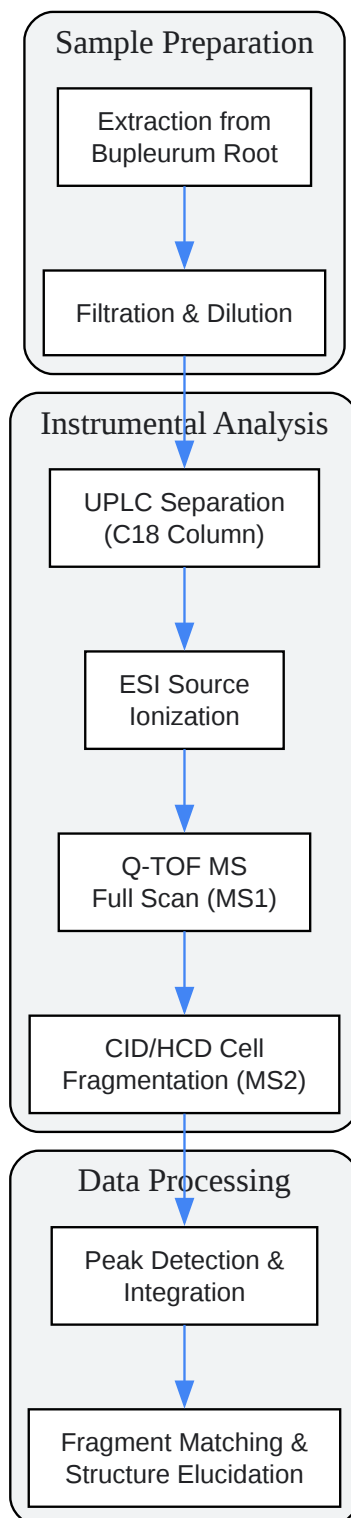 Sample Preparation
Extraction from
Bupleurum Root
Filtration & Dilution
Instrumental Analysis
UPLC Separation
(C18 Column)
ESI Source
Ionization
Q-TOF MS
Full Scan (MS1)
CID/HCD Cell
Fragmentation (MS2)
Data Processing
Peak Detection &
Integration
Fragment Matching &
Structure Elucidation